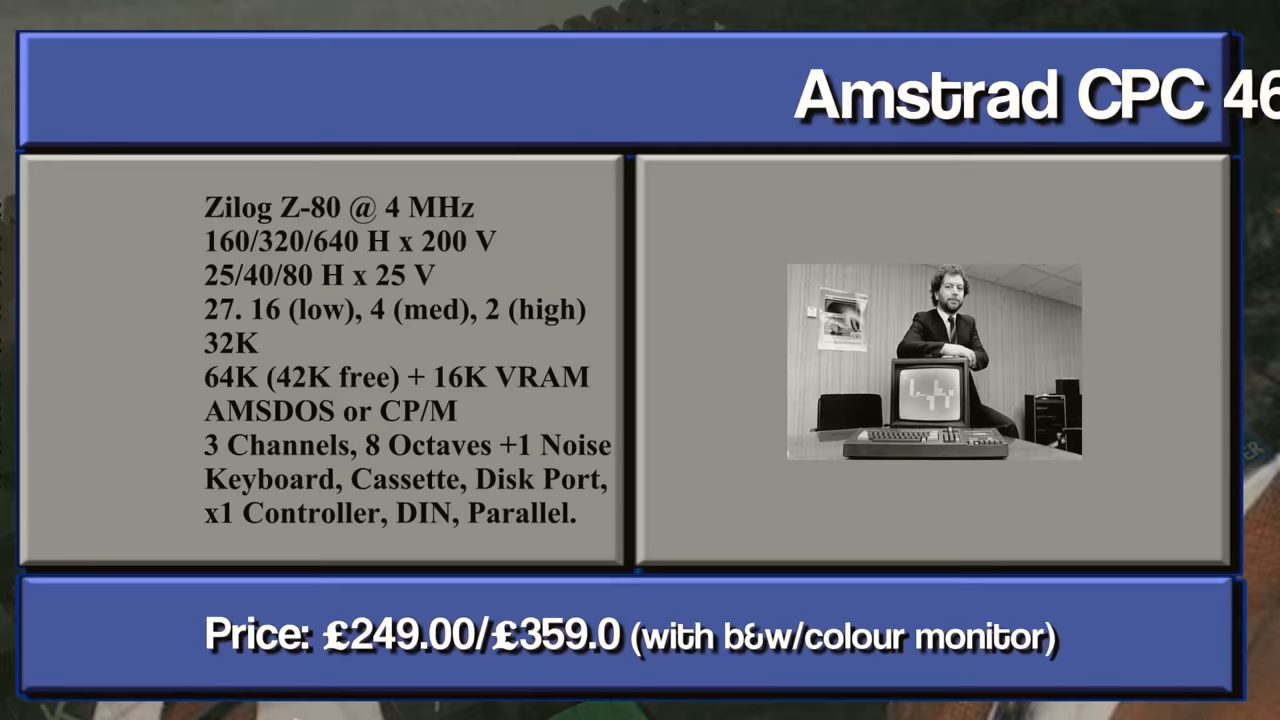 Amstrad CPC 46
Zilog Z-80 @ 4 MHz
160/320/640 H x 200 V
25/40/80 H x 25 V
27. 16 (low), 4 (med), 2 (high)
32K
64K (42K free) + 16K VRAM
AMSDOS or CP/M
3 Channels, 8 Octaves +1 Noise
Keyboard, Cassette, Disk Port,
x1 Controller, DIN, Parallel.
ER
Price: £249.00/£359.0 (with b&w/colour monitor)